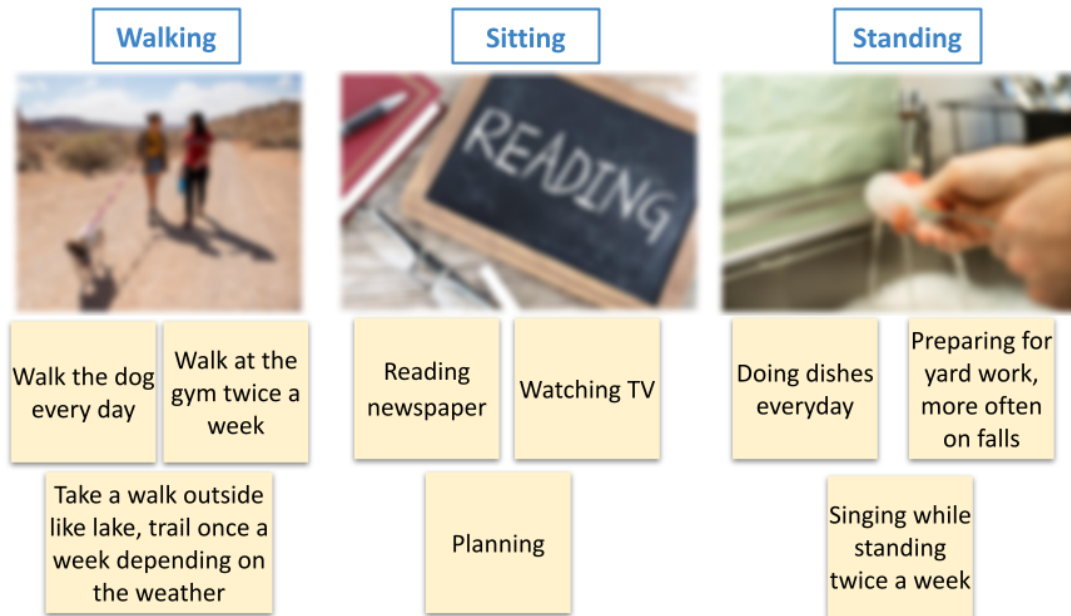 Walking
Sitting
Standing
READING
Walk the dog
every day
Walk at the
gym twice a
week
Reading
newspaper
Watching TV
Doing dishes
everyday
Preparing for
yard work,
more often
on falls
Take a walk outside
like lake, trail once a
week depending on
the weather
Planning
Singing while
standing
twice a week